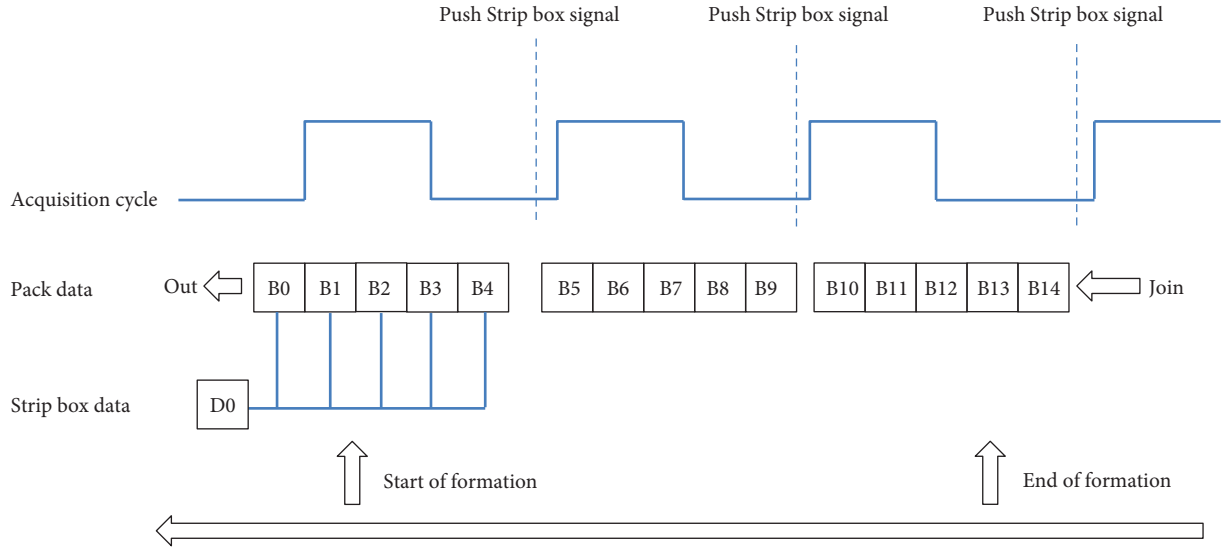 Push Strip box signal
Push Strip box signal
Push Strip box signal
Acquisition cycle
Pack data
Out
B0 B1 B2 B3 B4 B5 B6 B7 B8 B9 B10 B11 B12 B13 B14
Join
Strip box data
D0
Start of formation
End of formation